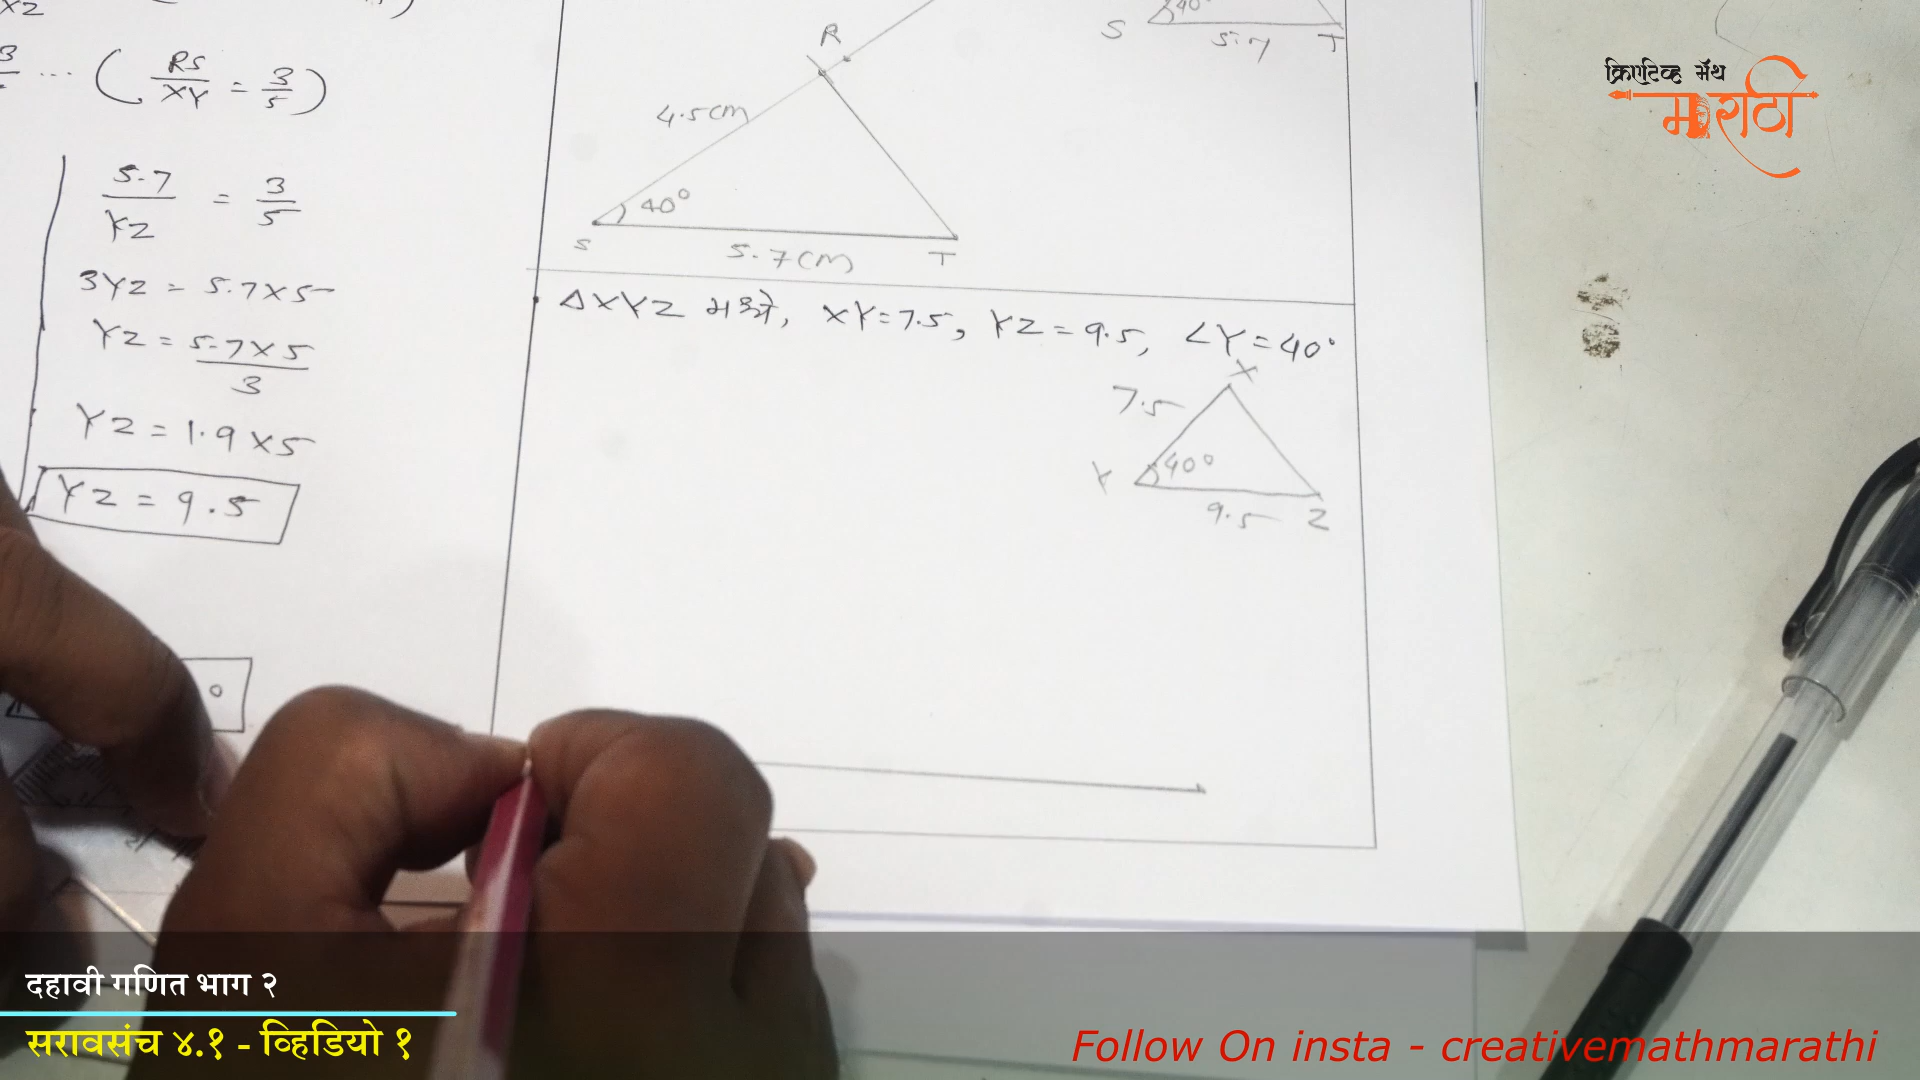 XZ
3 ... ( RS/XY = 3/5 )
5.7/YZ = 3/5
3YZ = 5.7×5
YZ = 5.7×5/3
YZ = 1.9×5
YZ = 9.5
°
R
4.5cm
40°
S
5.7cm
T
40°
S
5.7
T
ΔXYZ मध्ये, XY=7.5, YZ=9.5, ∠Y=40°
X
7.5
Y
40°
9.5
Z
क्रिएटिव्ह मॅथ
मराठी
दहावी गणित भाग २
सरावसंच ४.१ - व्हिडियो १
Follow On insta - creativemathmarathi